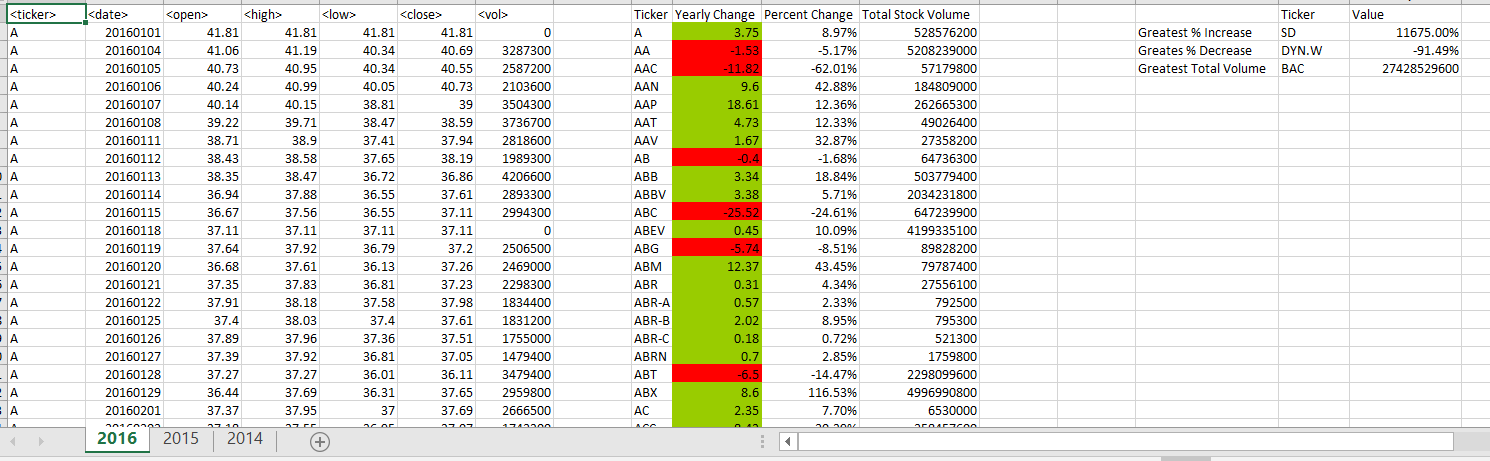 <ticker> <date> <open> <high> <low> <close> <vol> Ticker Yearly Change Percent Change Total Stock Volume Ticker Value
A 20160101 41.81 41.81 41.81 41.81 0 A 3.75 8.97% 528576200 Greatest % Increase SD 11675.00%
A 20160104 41.06 41.19 40.34 40.69 3287300 AA -1.53 -5.17% 5208239000 Greates % Decrease DYN.W -91.49%
A 20160105 40.73 40.95 40.34 40.55 2587200 AAC -11.82 -62.01% 57179800 Greatest Total Volume BAC 27428529600
A 20160106 40.24 40.99 40.05 40.73 2103600 AAN 9.6 42.88% 184809000
A 20160107 40.14 40.15 38.81 39 3504300 AAP 18.61 12.36% 262665300
A 20160108 39.22 39.71 38.47 38.59 3736700 AAT 4.73 12.33% 49026400
A 20160111 38.71 38.9 37.41 37.94 2818600 AAV 1.67 32.87% 27358200
A 20160112 38.43 38.58 37.65 38.19 1989300 AB -0.4 -1.68% 64736300
A 20160113 38.35 38.47 36.72 36.86 4206600 ABB 3.34 18.84% 503779400
A 20160114 36.94 37.88 36.55 37.61 2893300 ABBV 3.38 5.71% 2034231800
A 20160115 36.67 37.56 36.55 37.11 2994300 ABC -25.52 -24.61% 647239900
A 20160118 37.11 37.11 37.11 37.11 0 ABEV 0.45 10.09% 4199335100
A 20160119 37.64 37.92 36.79 37.2 2506500 ABG -5.74 -8.51% 89828200
A 20160120 36.68 37.61 36.13 37.26 2469000 ABM 12.37 43.45% 79787400
A 20160121 37.35 37.83 36.81 37.23 2298300 ABR 0.31 4.34% 27556100
A 20160122 37.91 38.18 37.58 37.98 1834400 ABR-A 0.57 2.33% 792500
A 20160125 37.4 38.03 37.4 37.61 1831200 ABR-B 2.02 8.95% 795300
A 20160126 37.89 37.96 37.36 37.51 1755000 ABR-C 0.18 0.72% 521300
A 20160127 37.39 37.92 36.81 37.05 1479400 ABRN 0.7 2.85% 1759800
A 20160128 37.27 37.27 36.01 36.11 3479400 ABT -6.5 -14.47% 2298099600
A 20160129 36.44 37.69 36.31 37.65 2959800 ABX 8.6 116.53% 4996990800
A 20160201 37.37 37.95 37 37.69 2666500 AC 2.35 7.70% 6530000
2016 2015 2014